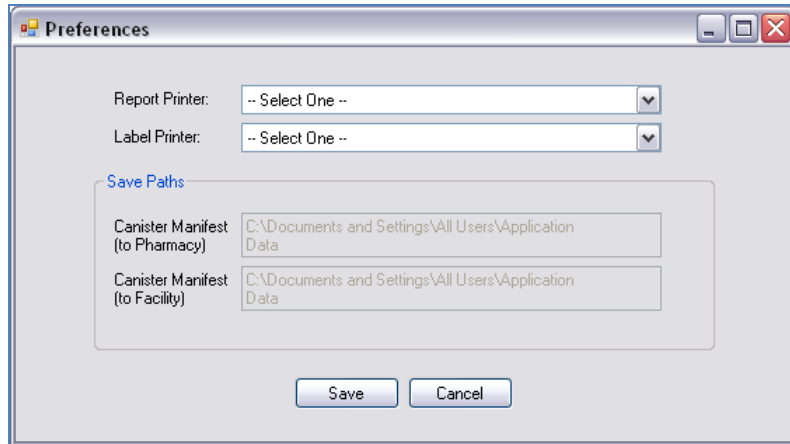 Preferences
Report Printer: -- Select One --
Label Printer: -- Select One --
Save Paths
Canister Manifest C:\Documents and Settings\All Users\Application
(to Pharmacy) Data
Canister Manifest C:\Documents and Settings\All Users\Application
(to Facility) Data
Save Cancel